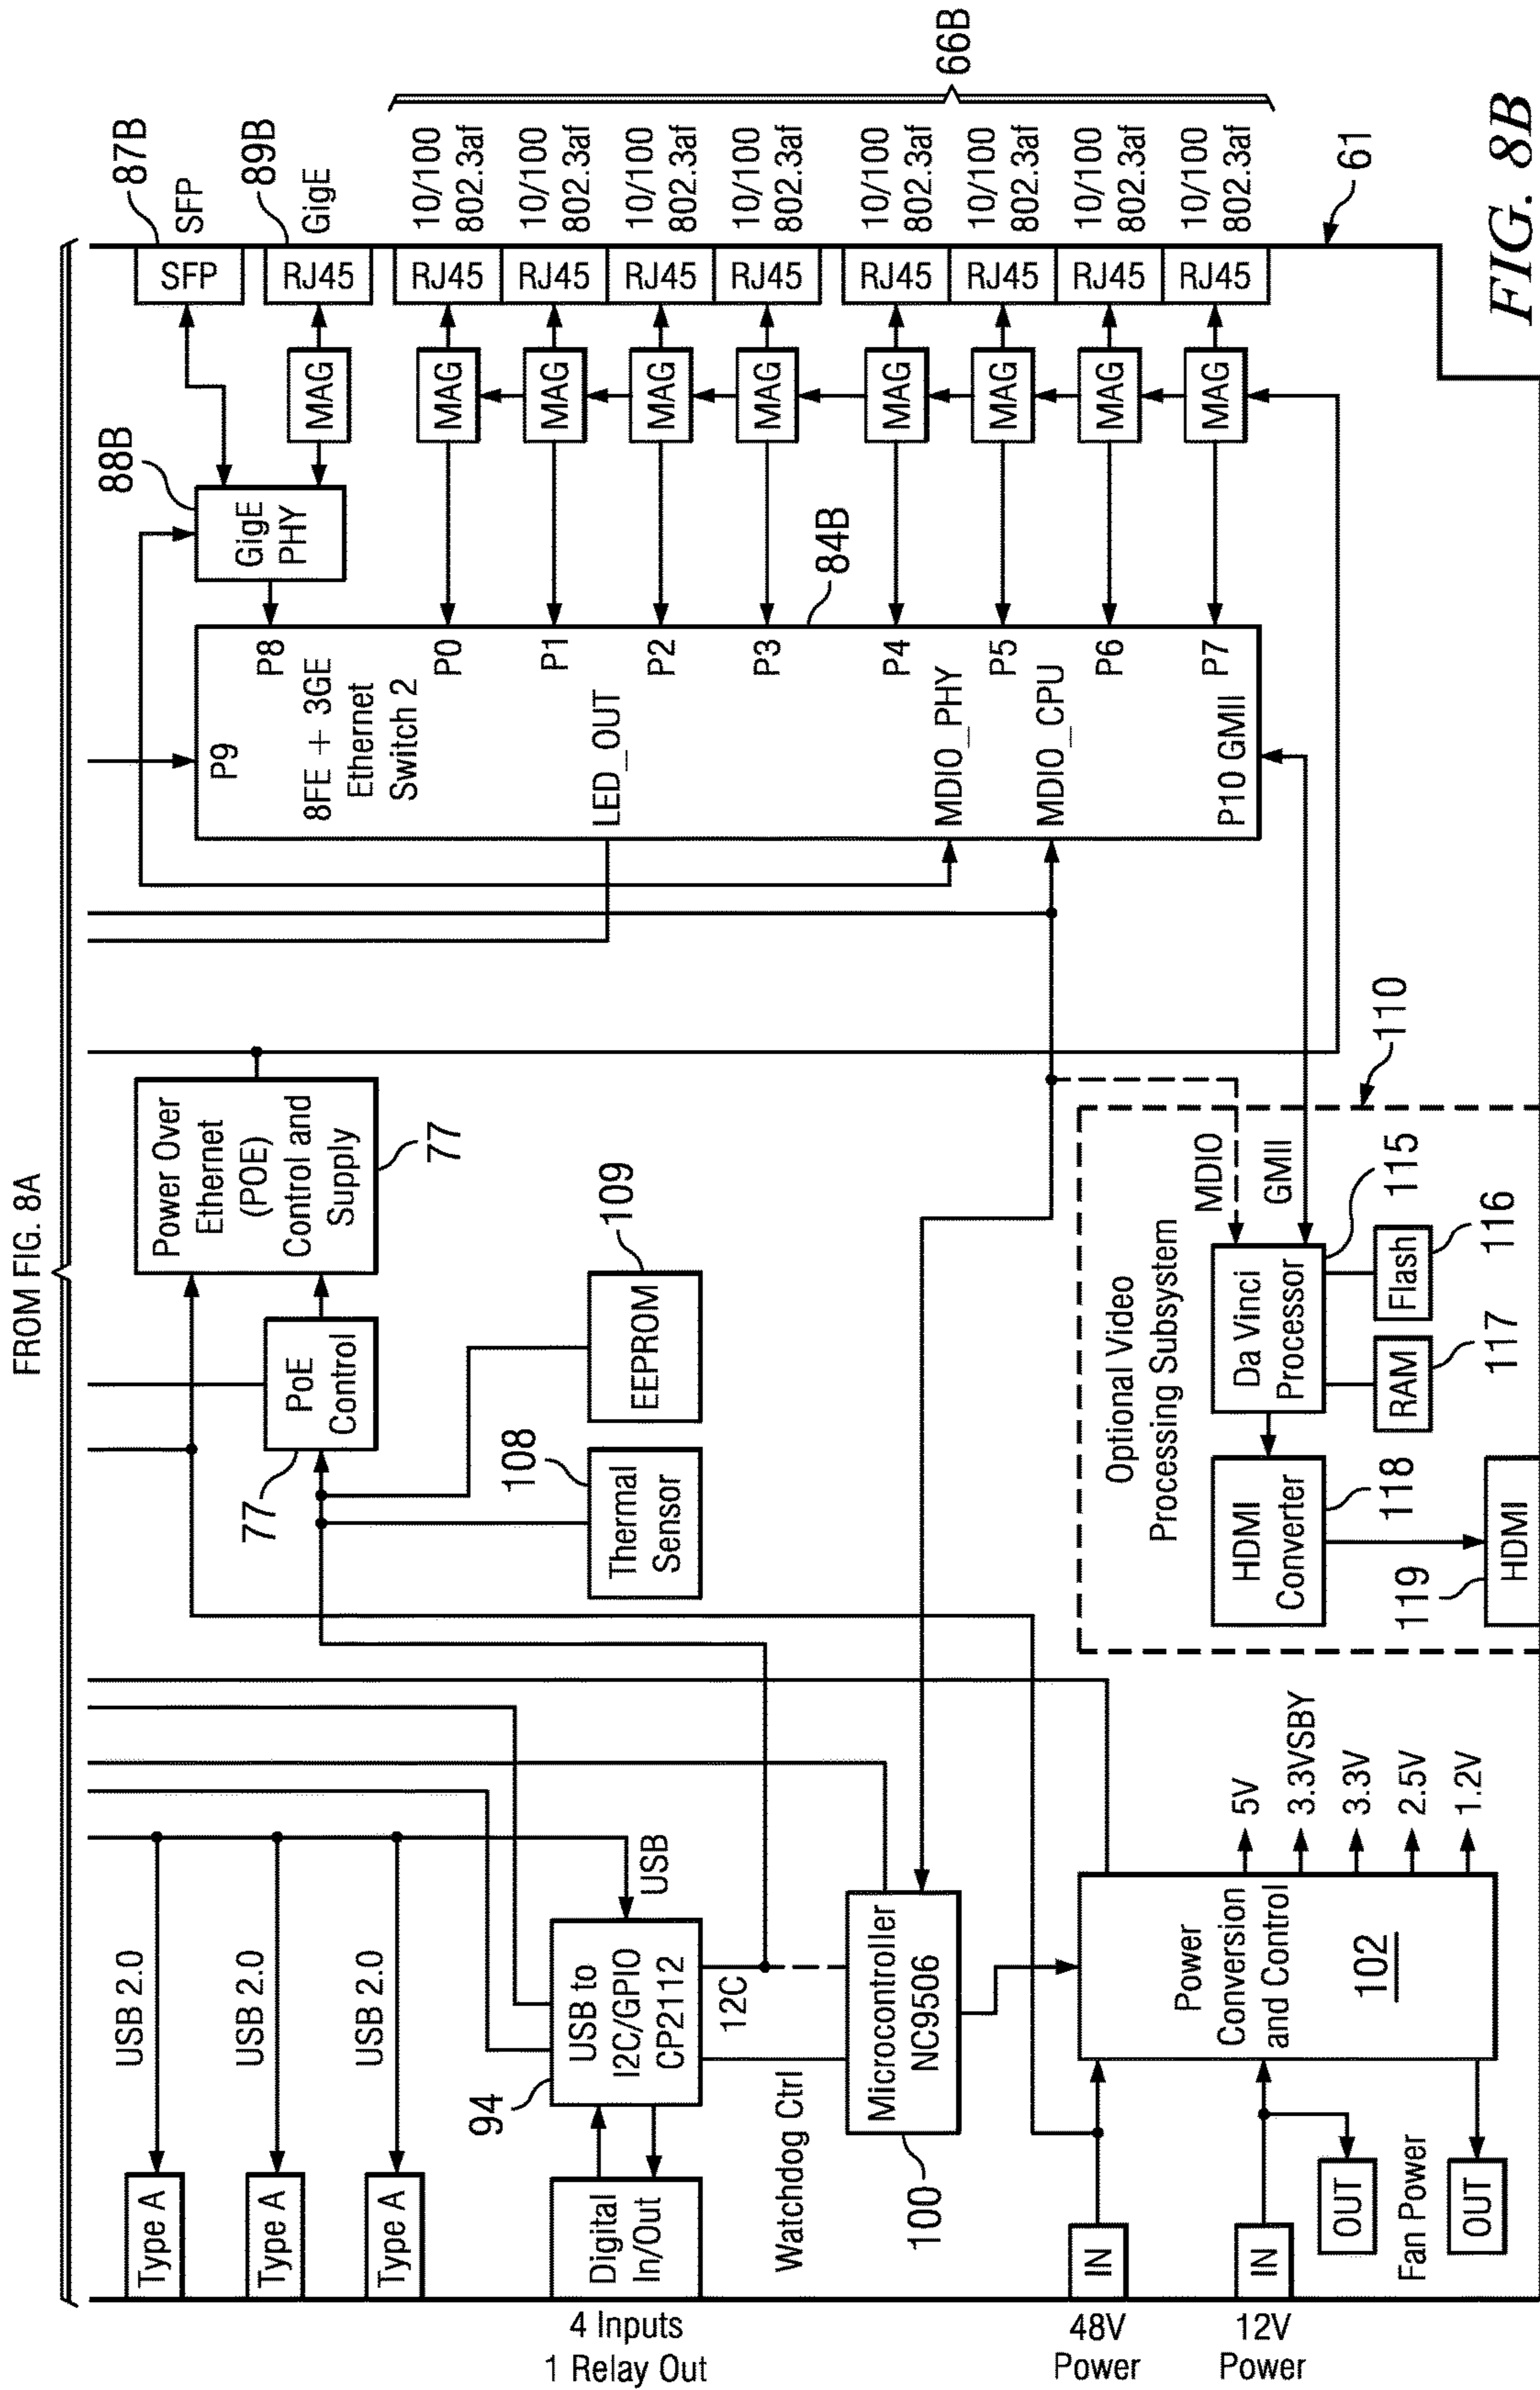 FROM FIG. 8A
87B
SFP
89B
GigE
SFP
RJ45
66B
10/100
802.3af
10/100
802.3af
10/100
802.3af
10/100
802.3af
10/100
802.3af
10/100
802.3af
10/100
802.3af
10/100
802.3af
RJ45
RJ45
RJ45
RJ45
RJ45
RJ45
RJ45
RJ45
61
MAG
MAG
MAG
MAG
MAG
MAG
MAG
MAG
MAG
88B
GigE
PHY
84B
P8
P0
P1
P2
P3
P4
P5
P6
P7
P9
8FE + 3GE
Ethernet
Switch 2
LED_OUT
MDIO_PHY
MDIO_CPU
P10 GMII
Power Over
Ethernet
(POE)
Control and
Supply
77
PoE
Control
77
109
EEPROM
108
Thermal
Sensor
110
Optional Video
Processing Subsystem
MDIO
GMII
115
Da Vinci
Processor
Flash
116
RAM
117
HDMI
Converter
118
119
HDMI
USB 2.0
USB 2.0
USB 2.0
Type A
Type A
Type A
USB
USB to
I2C/GPIO
CP2112
94
12C
Digital
In/Out
4 Inputs
1 Relay Out
Watchdog Ctrl
Microcontroller
NC9506
100
5V
3.3VSBY
3.3V
2.5V
1.2V
Power
Conversion
and Control
102
IN
IN
OUT
Fan Power
OUT
48V
Power
12V
Power
FIG. 8B